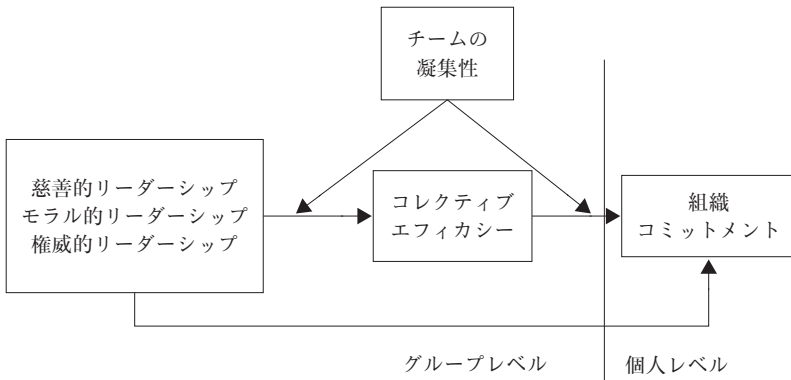 チームの
凝集性
慈善的リーダーシップ
モラル的リーダーシップ
権威的リーダーシップ
コレクティブ
エフィカシー
組織
コミットメント
グループレベル
個人レベル